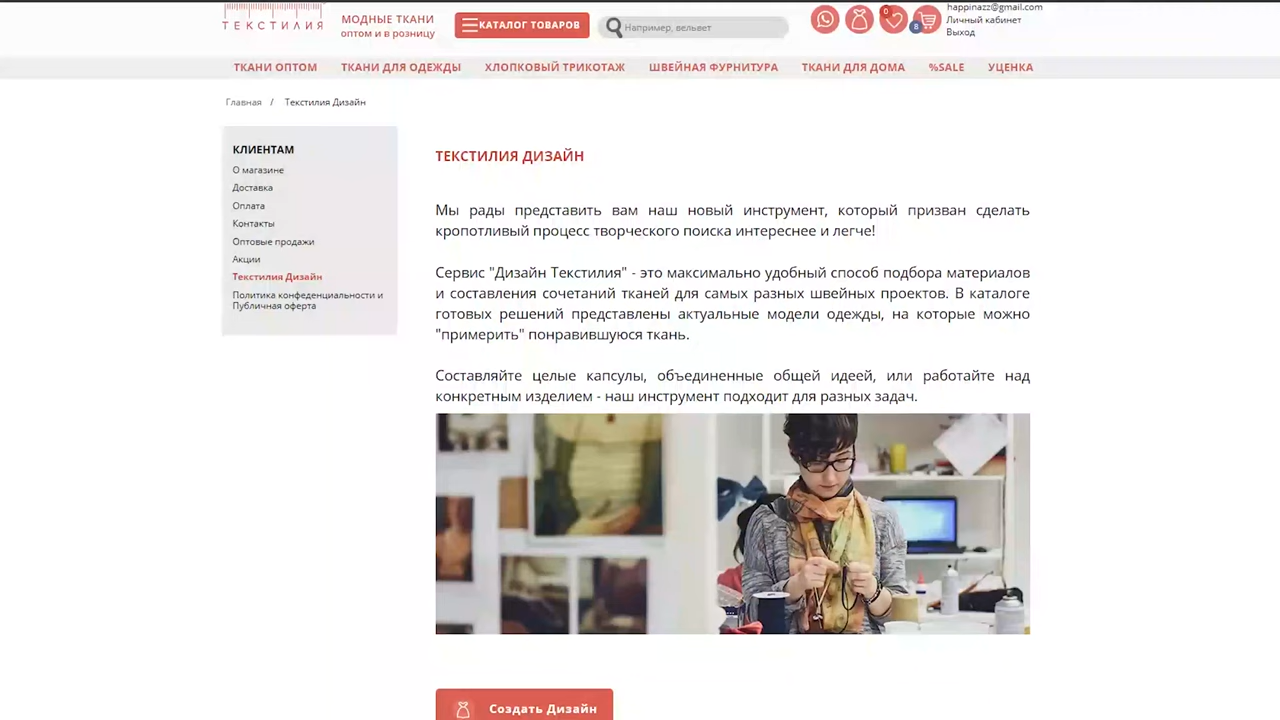 ТЕКСТИЛИЯ
МОДНЫЕ ТКАНИ
оптом и в розницу
КАТАЛОГ ТОВАРОВ
Например, вельвет
0
8
happinazz@gmail.com
Личный кабинет
Выход
ТКАНИ ОПТОМ ТКАНИ ДЛЯ ОДЕЖДЫ ХЛОПКОВЫЙ ТРИКОТАЖ ШВЕЙНАЯ ФУРНИТУРА ТКАНИ ДЛЯ ДОМА %SALE УЦЕНКА
Главная / Текстилия Дизайн
КЛИЕНТАМ
О магазине
Доставка
Оплата
Контакты
Оптовые продажи
Акции
Текстилия Дизайн
Политика конфеденциальности и
Публичная оферта
ТЕКСТИЛИЯ ДИЗАЙН
Мы рады представить вам наш новый инструмент, который призван сделать
кропотливый процесс творческого поиска интереснее и легче!
Сервис "Дизайн Текстилия" - это максимально удобный способ подбора материалов
и составления сочетаний тканей для самых разных швейных проектов. В каталоге
готовых решений представлены актуальные модели одежды, на которые можно
"примерить" понравившуюся ткань.
Составляйте целые капсулы, объединенные общей идеей, или работайте над
конкретным изделием - наш инструмент подходит для разных задач.
Создать Дизайн